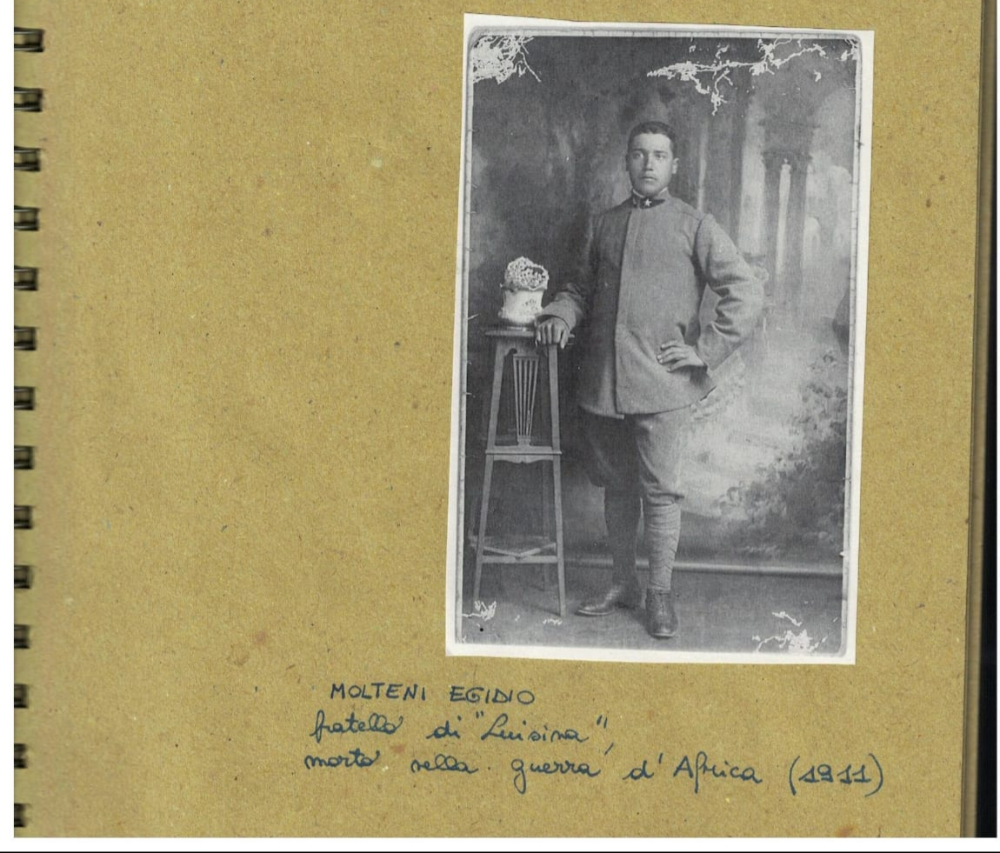 MOLTENI EGIDIO
fratello di "Luisina",
morto nella guerra d'Africa (1911)